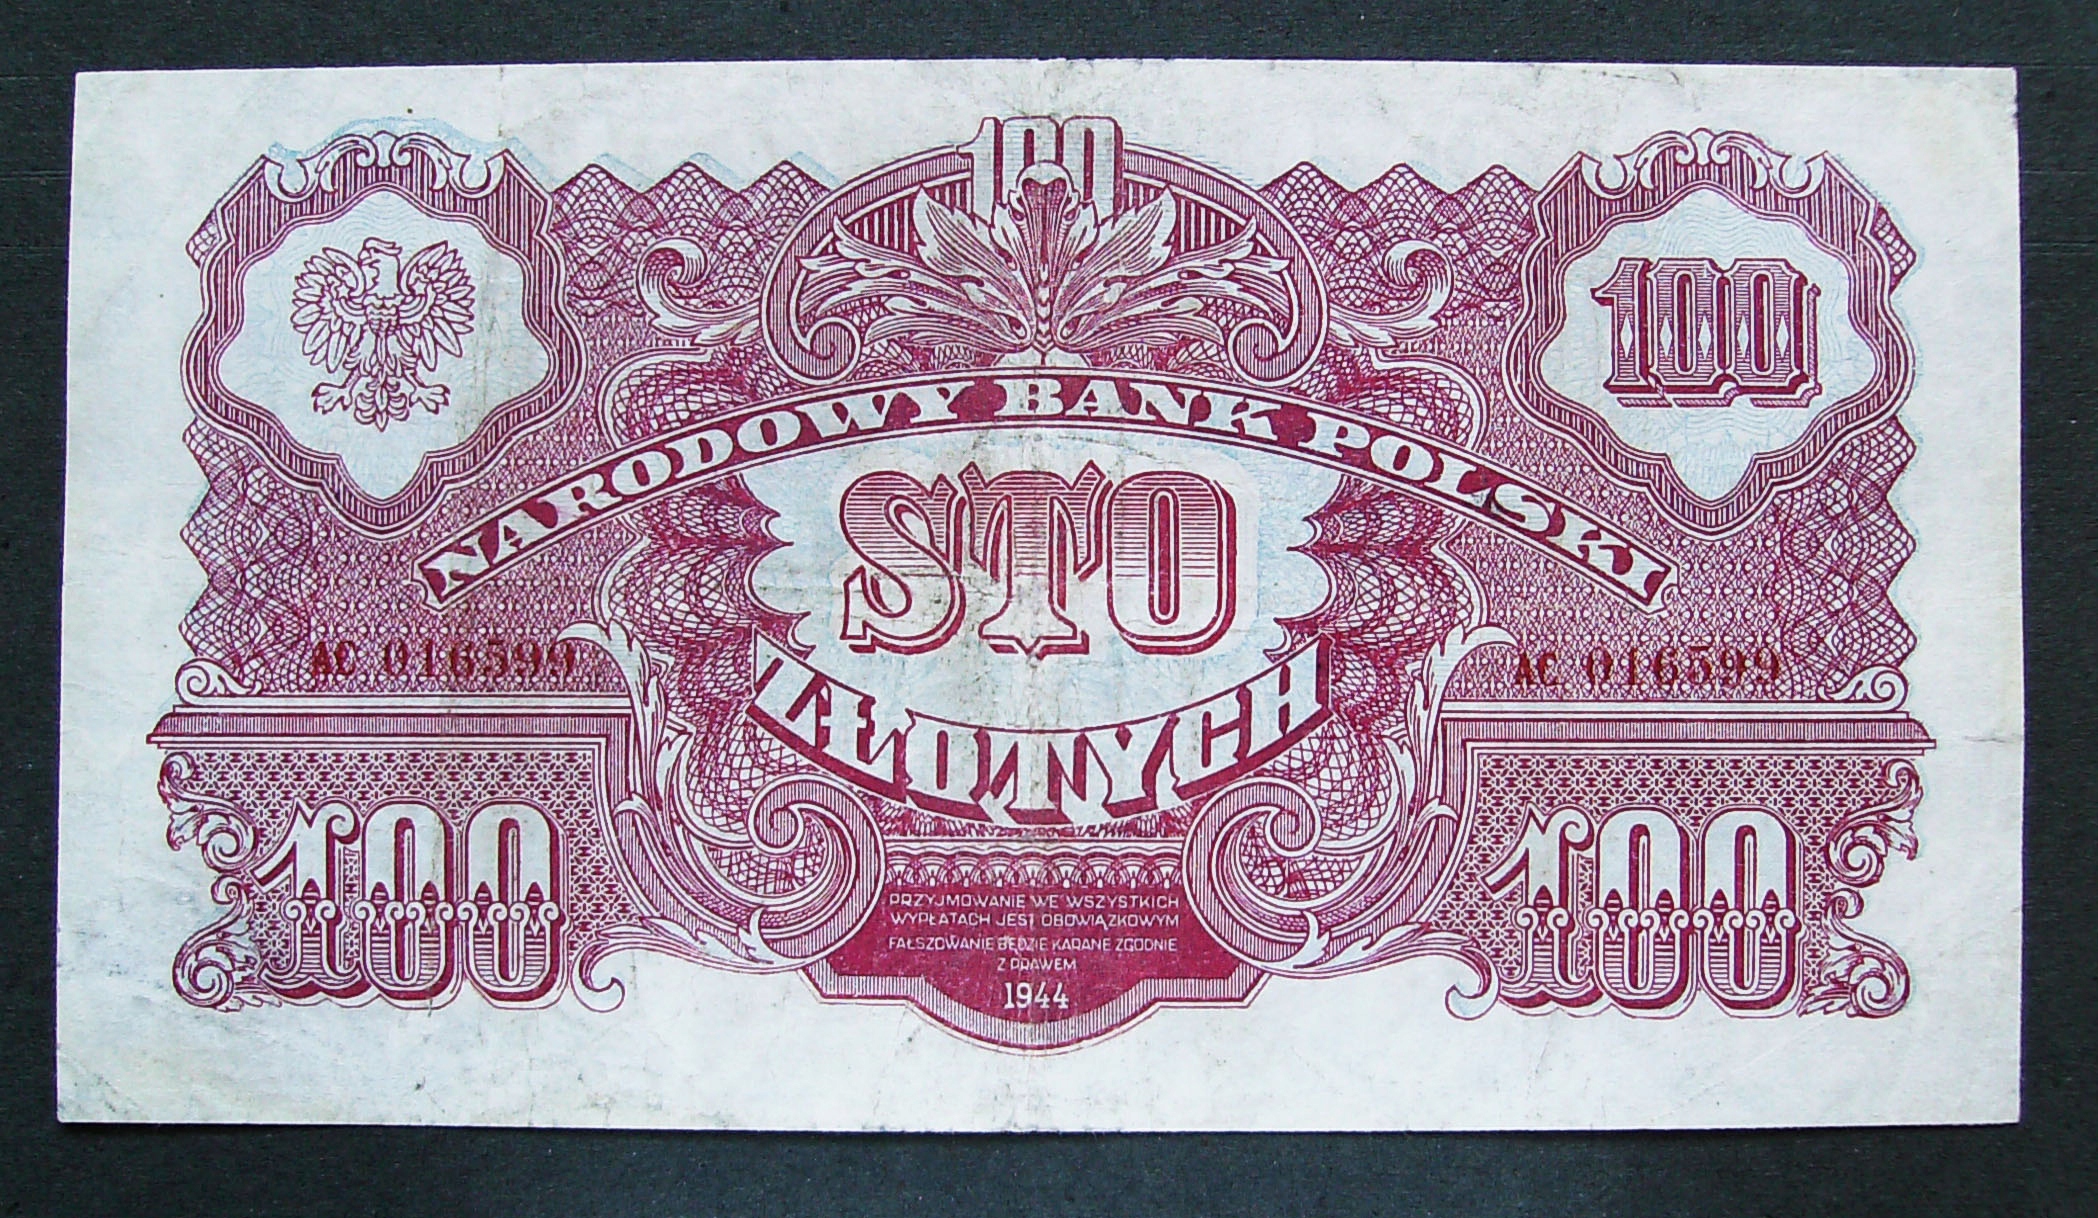 100
100
NARODOWY BANK POLSKI
STO
ZŁOTYCH
AC 016599
AC 016599
100
100
PRZYJMOWANIE WE WSZYSTKICH
WYPŁATACH JEST OBOWIĄZKOWYM
FAŁSZOWANIE BĘDZIE KARANE ZGODNIE
Z PRAWEM
1944